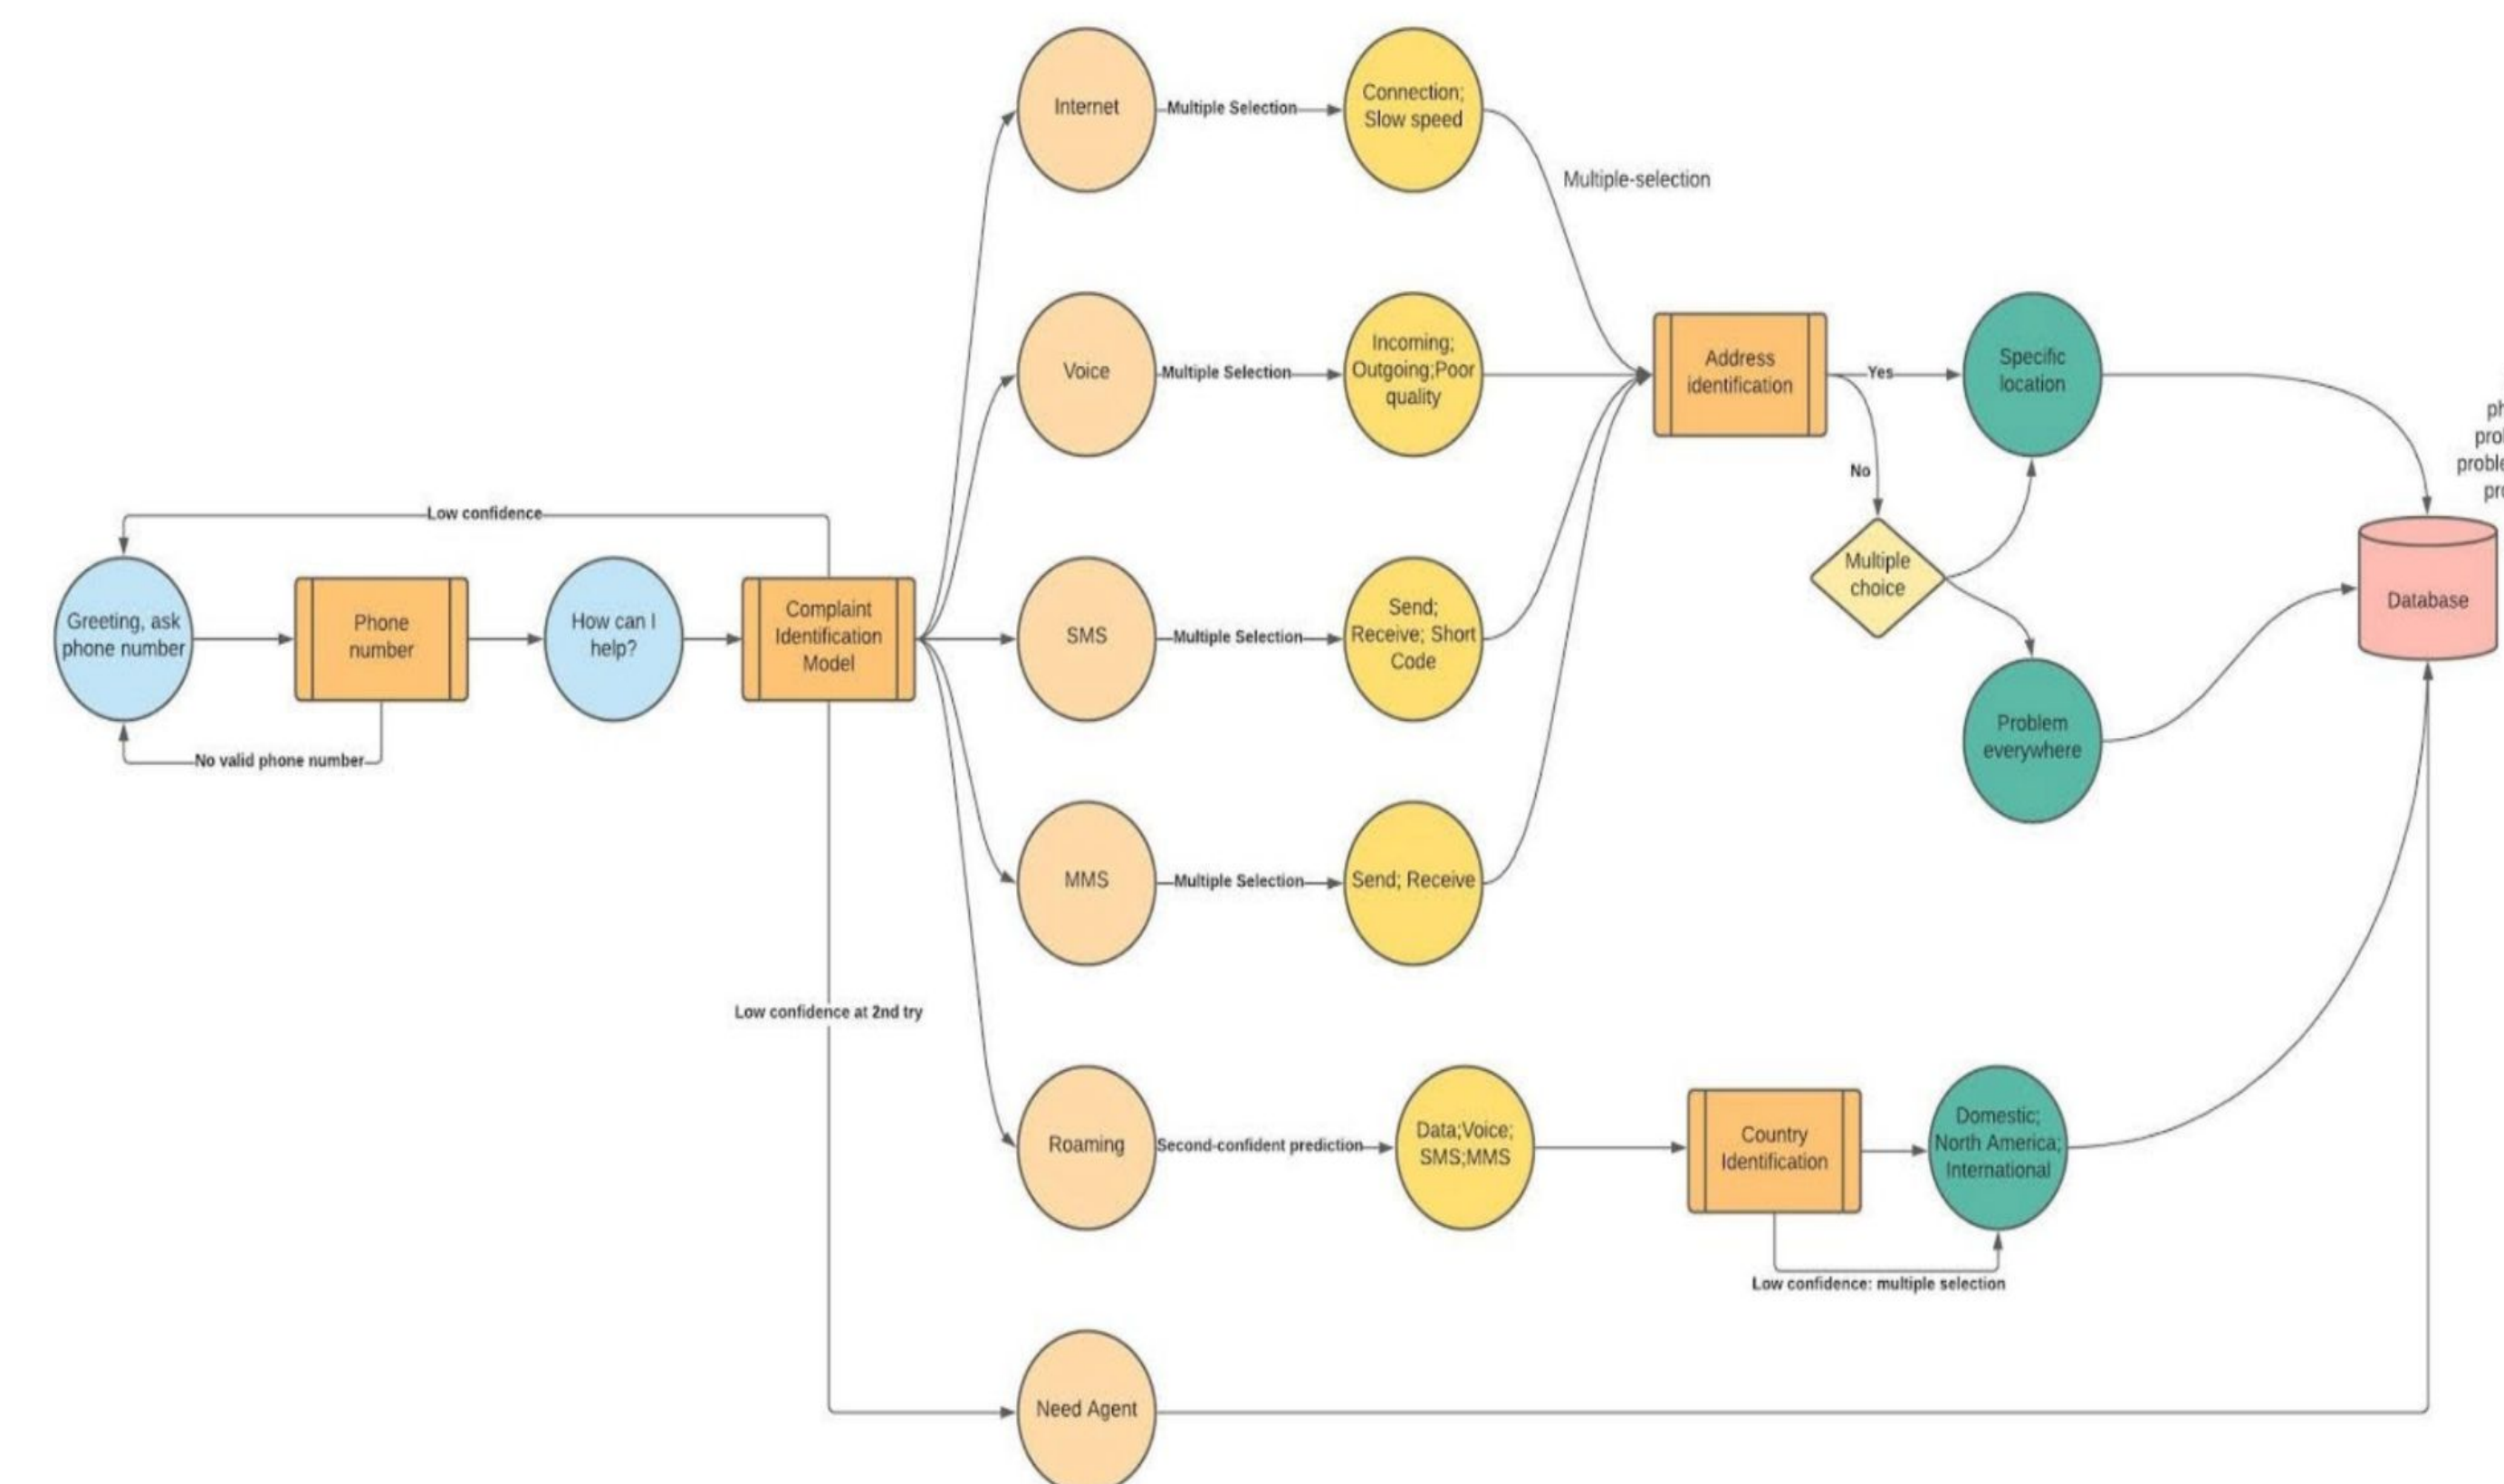 Internet
Multiple Selection
Connection;
Slow speed
Multiple-selection
Voice
Multiple Selection
Incoming;
Outgoing;Poor
quality
Address
identification
Yes
Specific
location
No
Multiple
choice
Database
Low confidence
Greeting, ask
phone number
Phone
number
How can I
help?
Complaint
Identification
Model
No valid phone number
SMS
Multiple Selection
Send;
Receive; Short
Code
Problem
everywhere
MMS
Multiple Selection
Send; Receive
Low confidence at 2nd try
Roaming
Second-confident prediction
Data;Voice;
SMS;MMS
Country
Identification
Domestic;
North America;
International
Low confidence: multiple selection
Need Agent